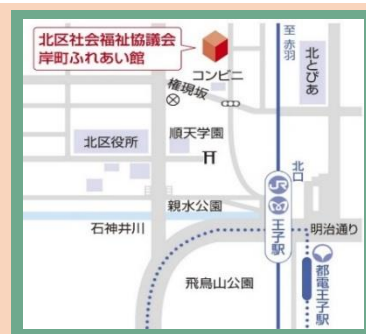 北区社会福祉協議会
岸町ふれあい館
至 赤羽
北とぴあ
コンビニ
権現坂
北区役所
順天学園
北口
親水公園
JR
王子駅
石神井川
明治通り
飛鳥山公園
都電王子駅